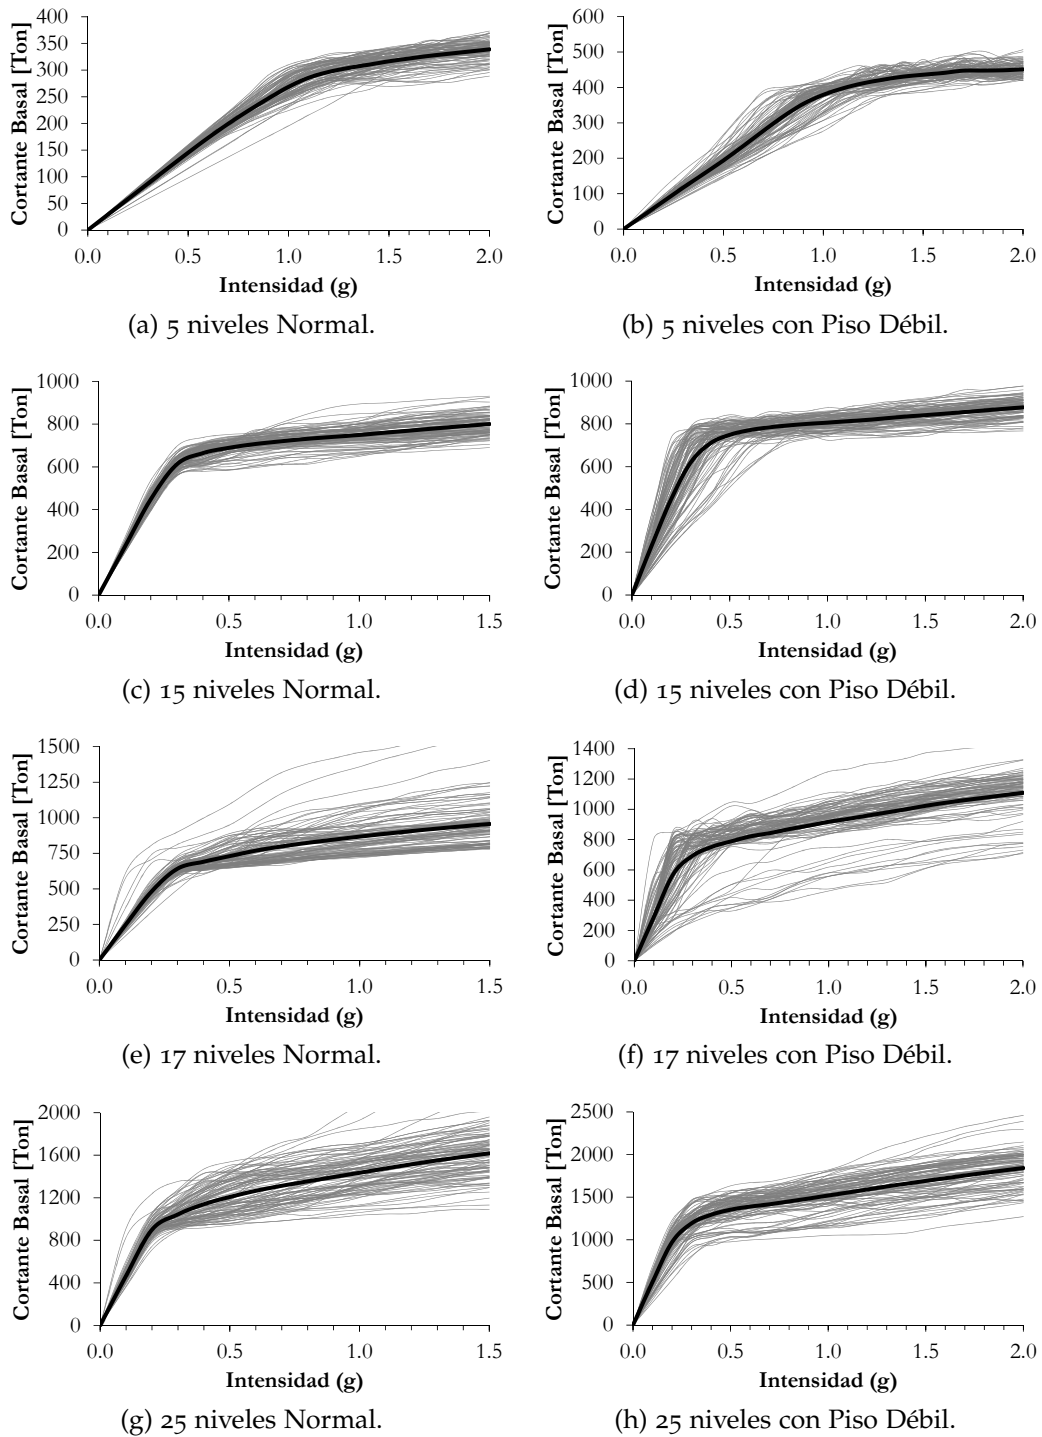 Cortante Basal [Ton]
400
350
300
250
200
150
100
50
0
0.0 0.5 1.0 1.5 2.0
Intensidad (g)
(a) 5 niveles Normal.
Cortante Basal [Ton]
600
500
400
300
200
100
0
0.0 0.5 1.0 1.5 2.0
Intensidad (g)
(b) 5 niveles con Piso Débil.
Cortante Basal [Ton]
1000
800
600
400
200
0
0.0 0.5 1.0 1.5
Intensidad (g)
(c) 15 niveles Normal.
Cortante Basal [Ton]
1000
800
600
400
200
0
0.0 0.5 1.0 1.5 2.0
Intensidad (g)
(d) 15 niveles con Piso Débil.
Cortante Basal [Ton]
1500
1250
1000
750
500
250
0
0.0 0.5 1.0 1.5
Intensidad (g)
(e) 17 niveles Normal.
Cortante Basal [Ton]
1400
1200
1000
800
600
400
200
0
0.0 0.5 1.0 1.5 2.0
Intensidad (g)
(f) 17 niveles con Piso Débil.
Cortante Basal [Ton]
2000
1600
1200
800
400
0
0.0 0.5 1.0 1.5
Intensidad (g)
(g) 25 niveles Normal.
Cortante Basal [Ton]
2500
2000
1500
1000
500
0
0.0 0.5 1.0 1.5 2.0
Intensidad (g)
(h) 25 niveles con Piso Débil.